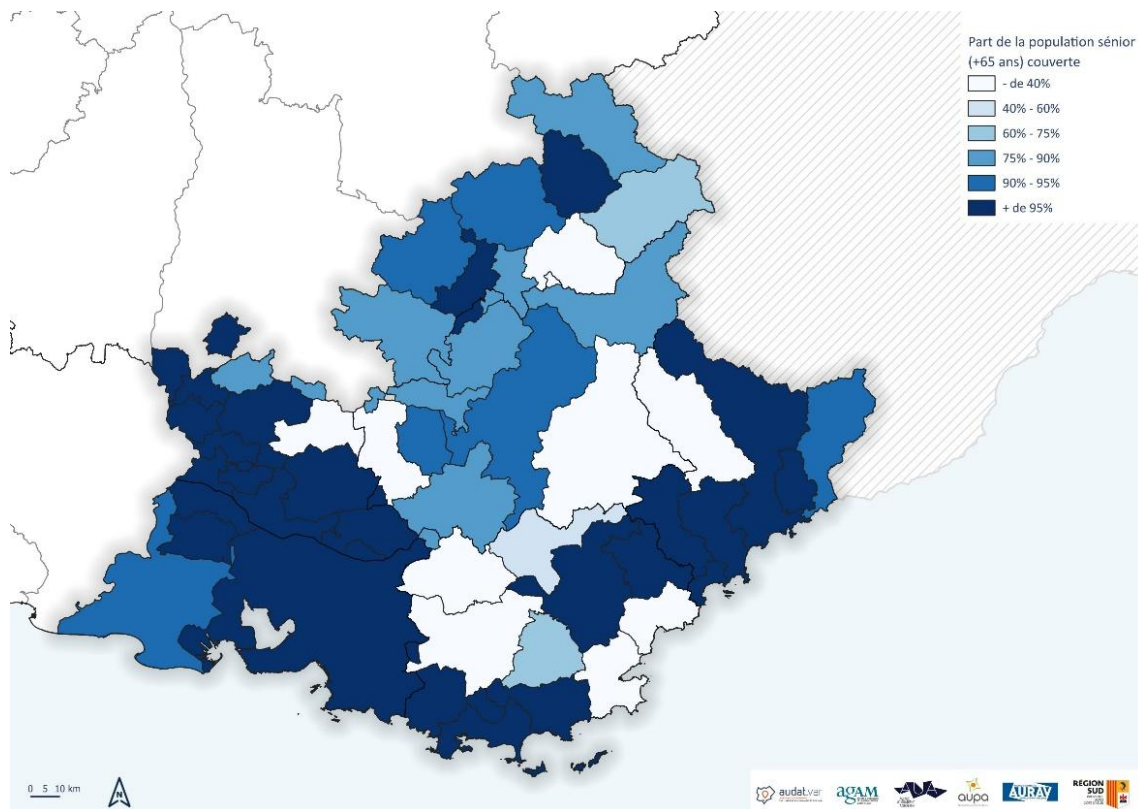 Part de la population sénior
(+65 ans) couverte
- de 40%
40% - 60%
60% - 75%
75% - 90%
90% - 95%
+ de 95%
0 5 10 km
audat.var
agam
aupa
AURAV
RÉGION
SUD